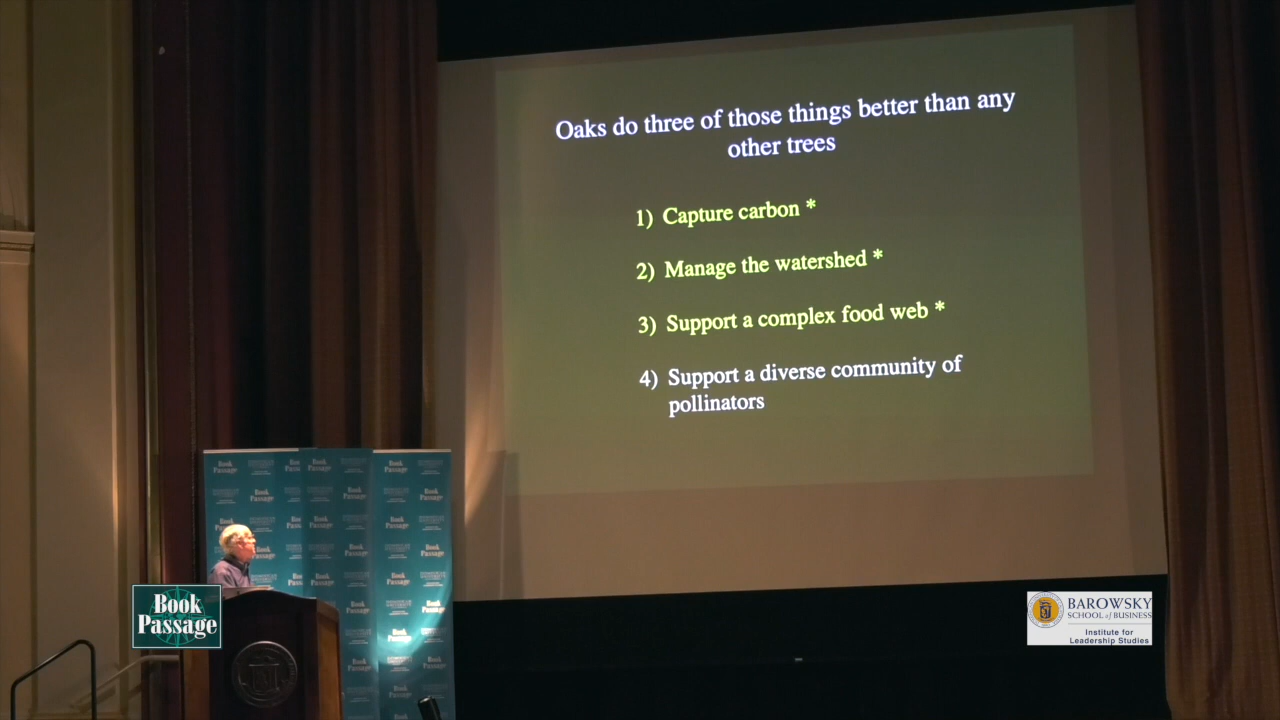 Oaks do three of those things better than any
other trees
1) Capture carbon *
2) Manage the watershed *
3) Support a complex food web *
4) Support a diverse community of
pollinators
Book
Passage
Book
Passage
BAROWSKY
SCHOOL of BUSINESS
Institute for
Leadership Studies